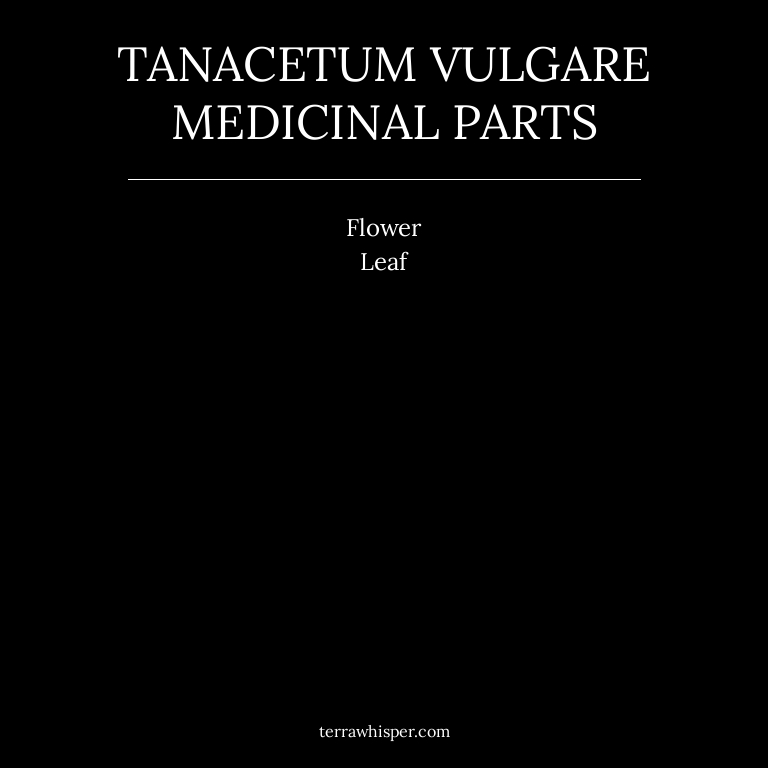 TANACETUM VULGARE
MEDICINAL PARTS
Flower
Leaf
terrawhisper.com